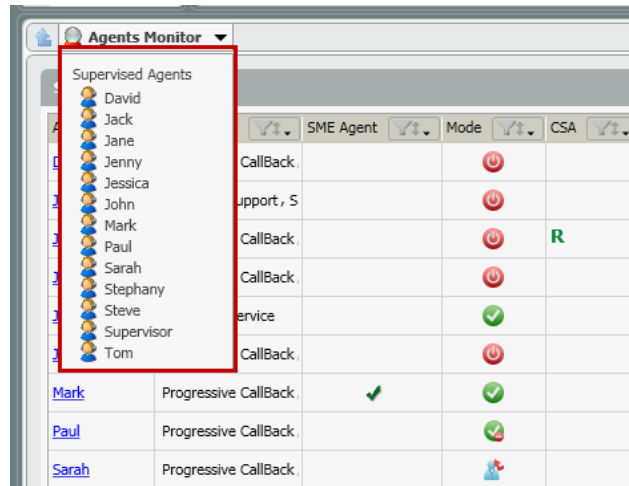 Agents Monitor
Supervised Agents
David
Jack
Jane
Jenny
Jessica
John
Mark
Paul
Sarah
Stephany
Steve
Supervisor
Tom
SME Agent Mode CSA
CallBack
upport, S
CallBack R
CallBack
ervice
CallBack
Mark Progressive CallBack
Paul Progressive CallBack
Sarah Progressive CallBack